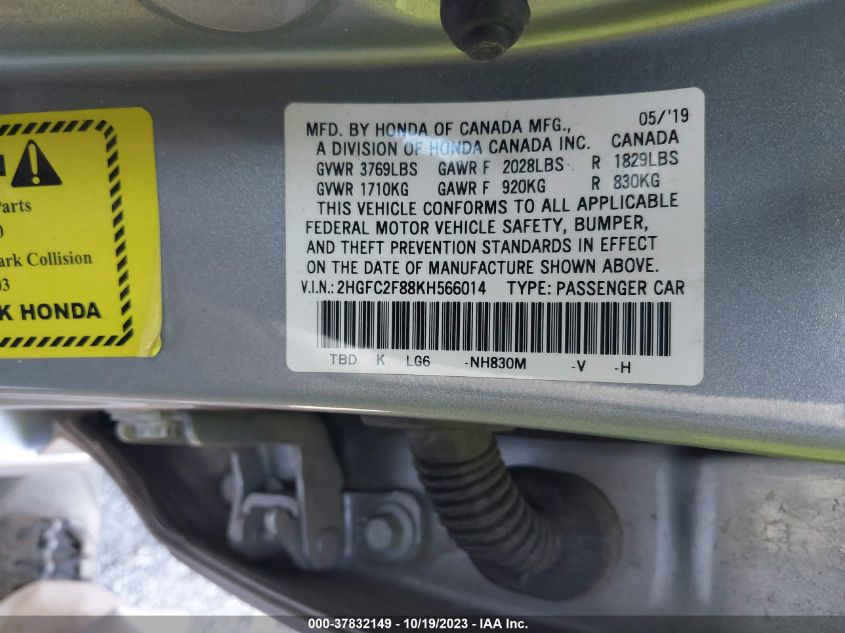 N
Parts
0
ark Collision
03
K HONDA
MFD. BY HONDA OF CANADA MFG., 05/'19
A DIVISION OF HONDA CANADA INC. CANADA
GVWR 3769LBS GAWR F 2028LBS R 1829LBS
GVWR 1710KG GAWR F 920KG R 830KG
THIS VEHICLE CONFORMS TO ALL APPLICABLE
FEDERAL MOTOR VEHICLE SAFETY, BUMPER,
AND THEFT PREVENTION STANDARDS IN EFFECT
ON THE DATE OF MANUFACTURE SHOWN ABOVE.
V.I.N.: 2HGFC2F88KH566014 TYPE: PASSENGER CAR
TBD K LG6 -NH830M -V -H
000-37832149 - 10/19/2023 - IAA Inc.